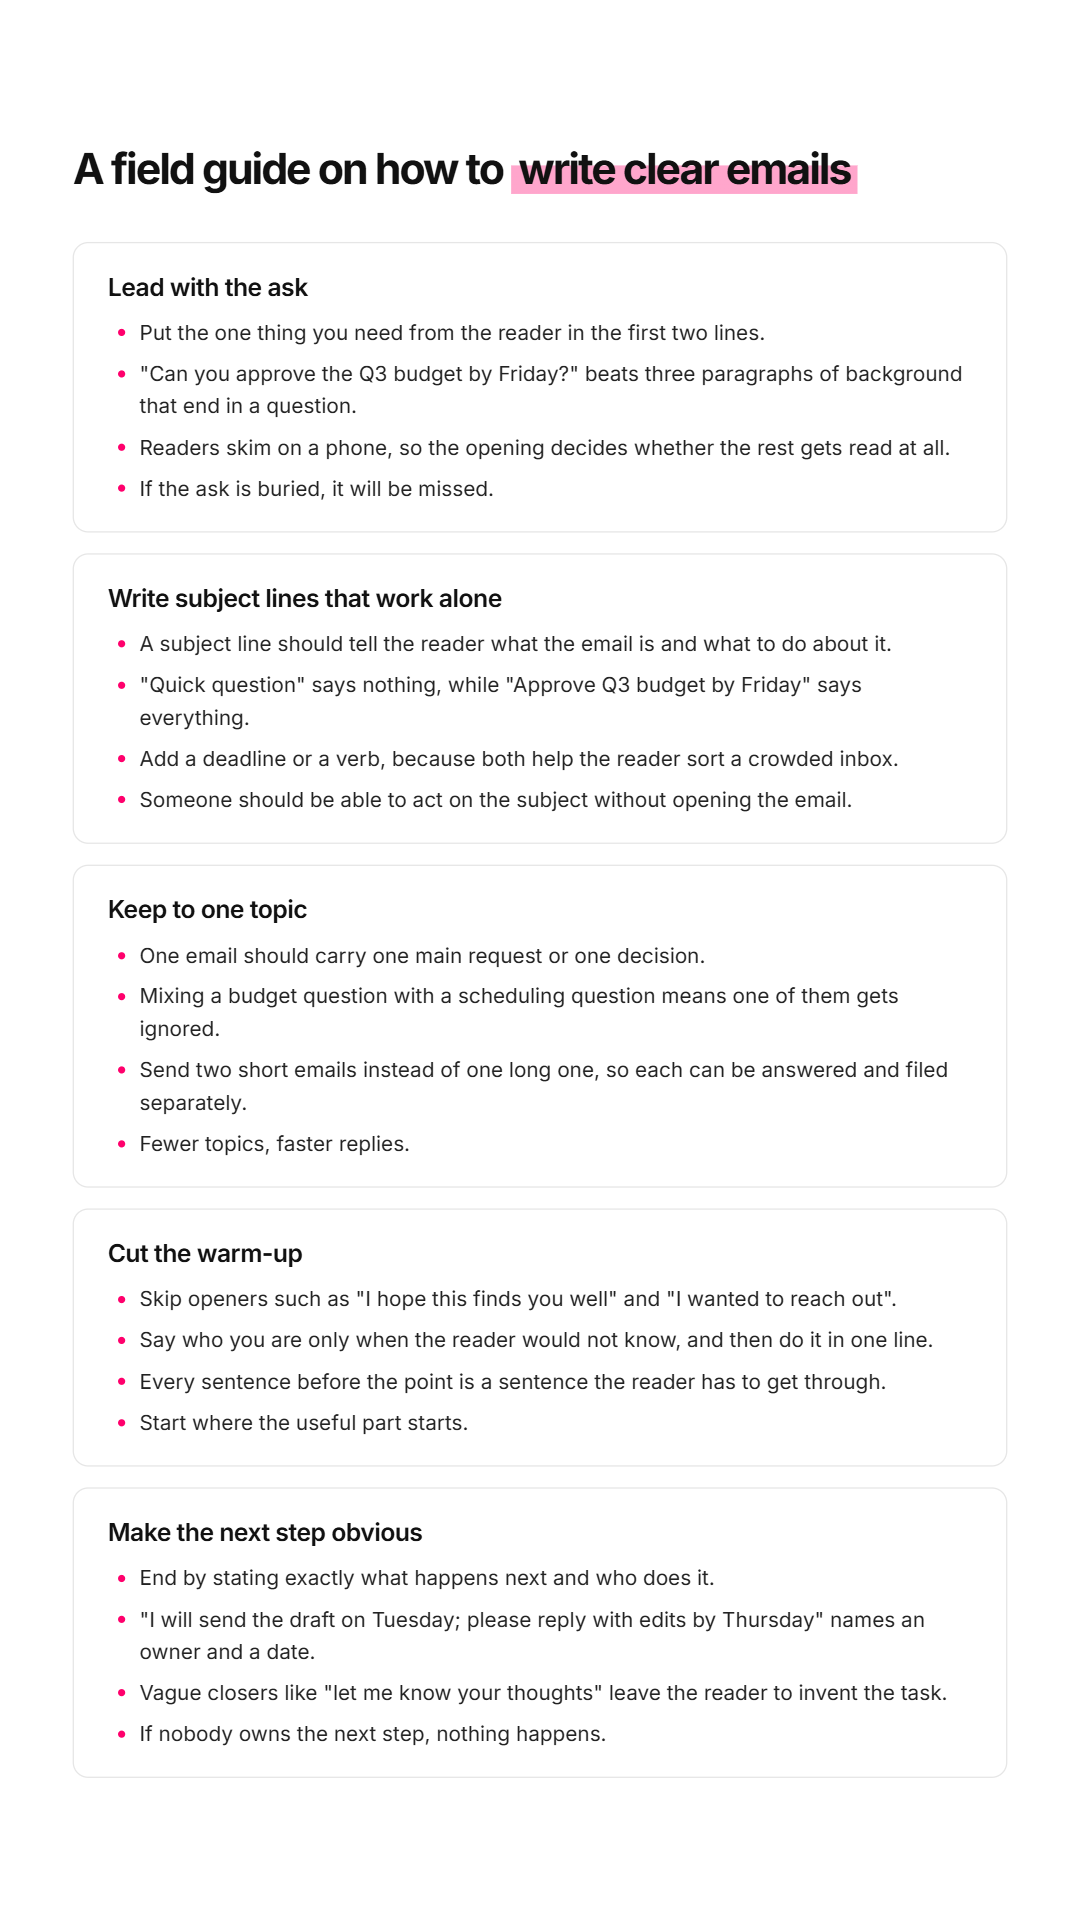 A field guide on how to write clear emails
Lead with the ask
Put the one thing you need from the reader in the first two lines.
"Can you approve the Q3 budget by Friday?" beats three paragraphs of background
that end in a question.
Readers skim on a phone, so the opening decides whether the rest gets read at all.
If the ask is buried, it will be missed.
Write subject lines that work alone
A subject line should tell the reader what the email is and what to do about it.
"Quick question" says nothing, while "Approve Q3 budget by Friday" says
everything.
Add a deadline or a verb, because both help the reader sort a crowded inbox.
Someone should be able to act on the subject without opening the email.
Keep to one topic
One email should carry one main request or one decision.
Mixing a budget question with a scheduling question means one of them gets
ignored.
Send two short emails instead of one long one, so each can be answered and filed
separately.
Fewer topics, faster replies.
Cut the warm-up
Skip openers such as "I hope this finds you well" and "I wanted to reach out".
Say who you are only when the reader would not know, and then do it in one line.
Every sentence before the point is a sentence the reader has to get through.
Start where the useful part starts.
Make the next step obvious
End by stating exactly what happens next and who does it.
"I will send the draft on Tuesday; please reply with edits by Thursday" names an
owner and a date.
Vague closers like "let me know your thoughts" leave the reader to invent the task.
If nobody owns the next step, nothing happens.